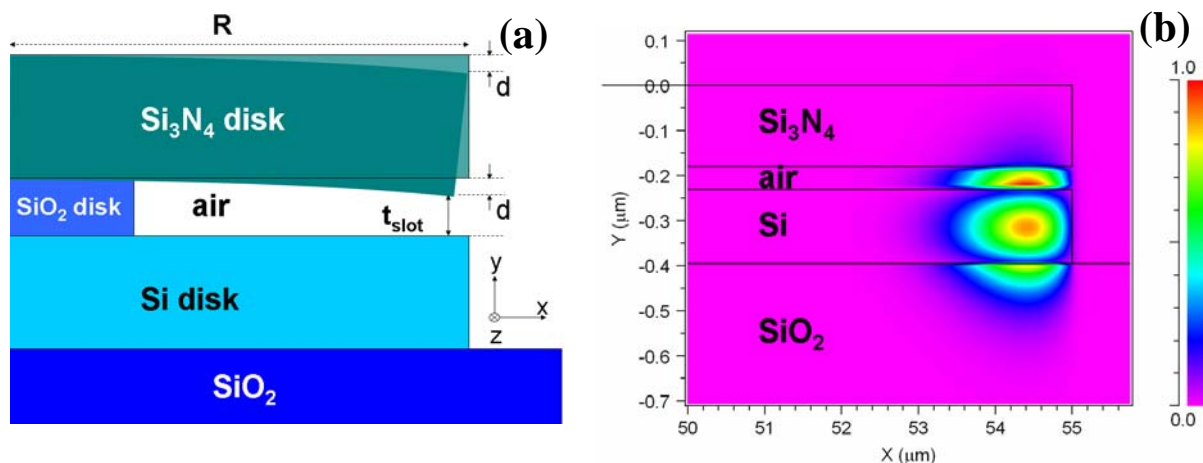 R
(a)
d
Si₃N₄ disk
SiO₂ disk
air
t_slot
d
Si disk
y
x
z
SiO₂
(b)
0.1
0.0
-0.1
-0.2
-0.3
-0.4
-0.5
-0.6
-0.7
Y (μm)
Si₃N₄
air
Si
SiO₂
50 51 52 53 54 55
X (μm)
1.0
0.0